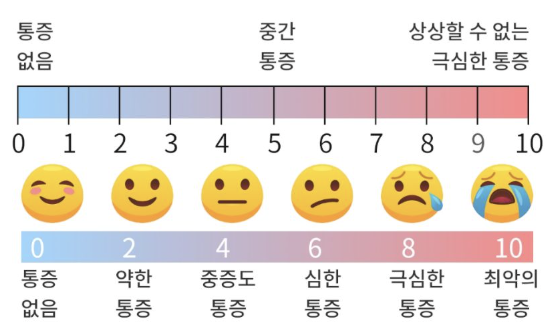 통증 중간 상상할 수 없는
없음 통증 극심한 통증
0 1 2 3 4 5 6 7 8 9 10
0 2 4 6 8 10
통증 약한 중증도 심한 극심한 최악의
없음 통증 통증 통증 통증 통증